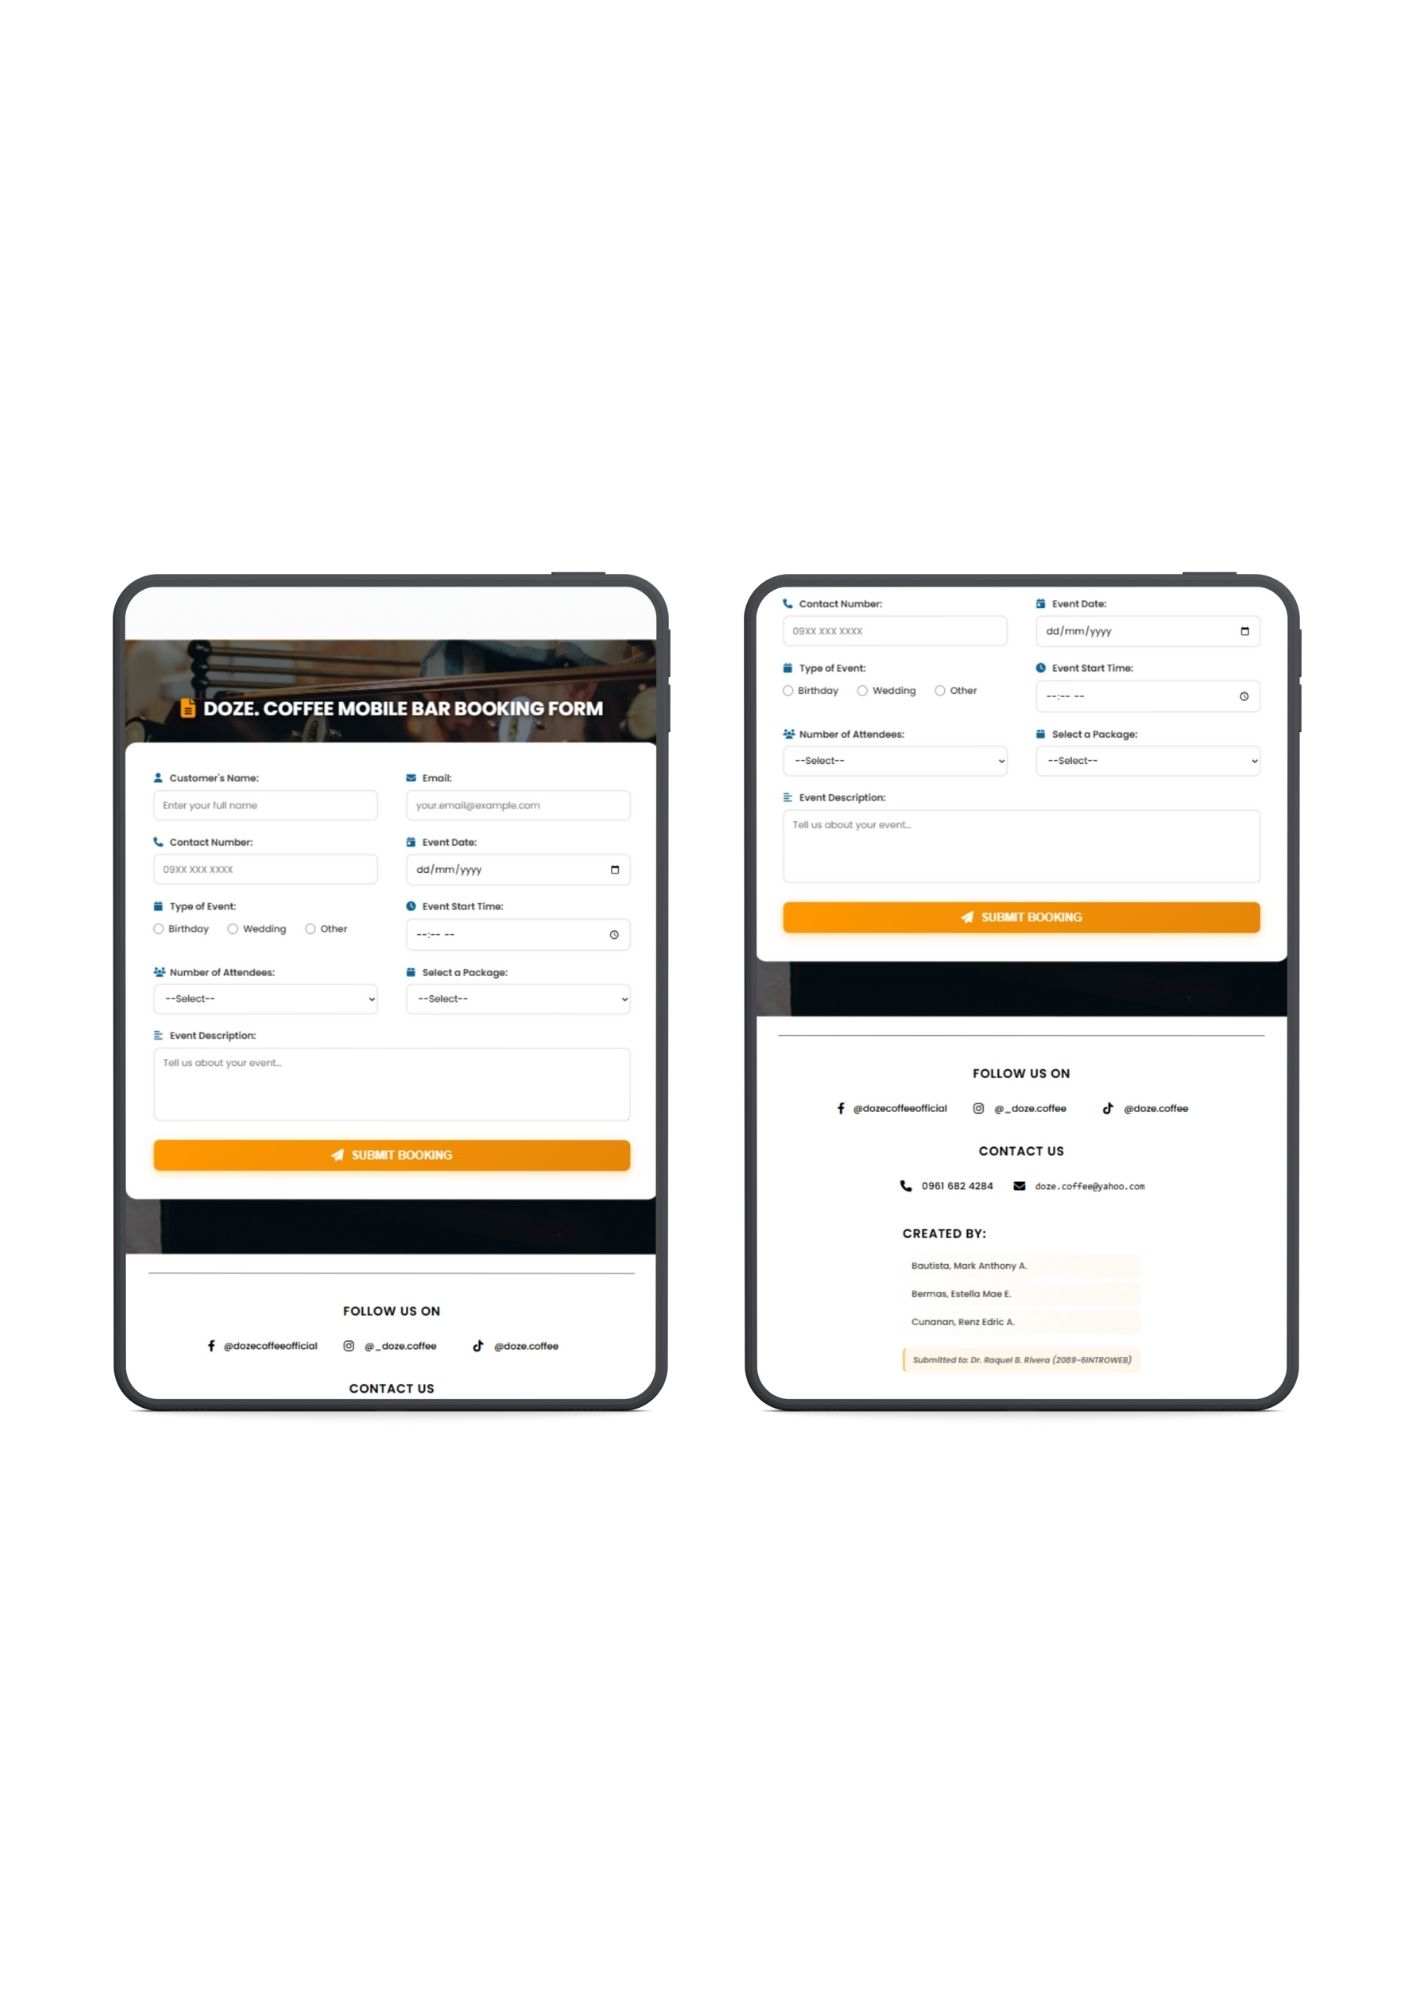 DOZE. COFFEE MOBILE BAR BOOKING FORM
Customer's Name:
Email:
Enter your full name
your.email@example.com
Contact Number:
Event Date:
09XX XXX XXXX
dd/mm/yyyy
Type of Event:
Event Start Time:
Birthday Wedding Other
--:-- --
Number of Attendees:
Select a Package:
--Select--
--Select--
Event Description:
Tell us about your event...
SUBMIT BOOKING
FOLLOW US ON
@dozecoffeeofficial @_doze.coffee @doze.coffee
CONTACT US
Contact Number:
Event Date:
09XX XXX XXXX
dd/mm/yyyy
Type of Event:
Event Start Time:
Birthday Wedding Other
--:-- --
Number of Attendees:
Select a Package:
--Select--
--Select--
Event Description:
Tell us about your event...
SUBMIT BOOKING
FOLLOW US ON
@dozecoffeeofficial @_doze.coffee @doze.coffee
CONTACT US
0961 682 4284 doze.coffee@yahoo.com
CREATED BY:
Bautista, Mark Anthony A.
Bermas, Estella Mae E.
Cunanan, Renz Edric A.
Submitted to: Dr. Raquel B. Rivera (2089-6INTROWEB)